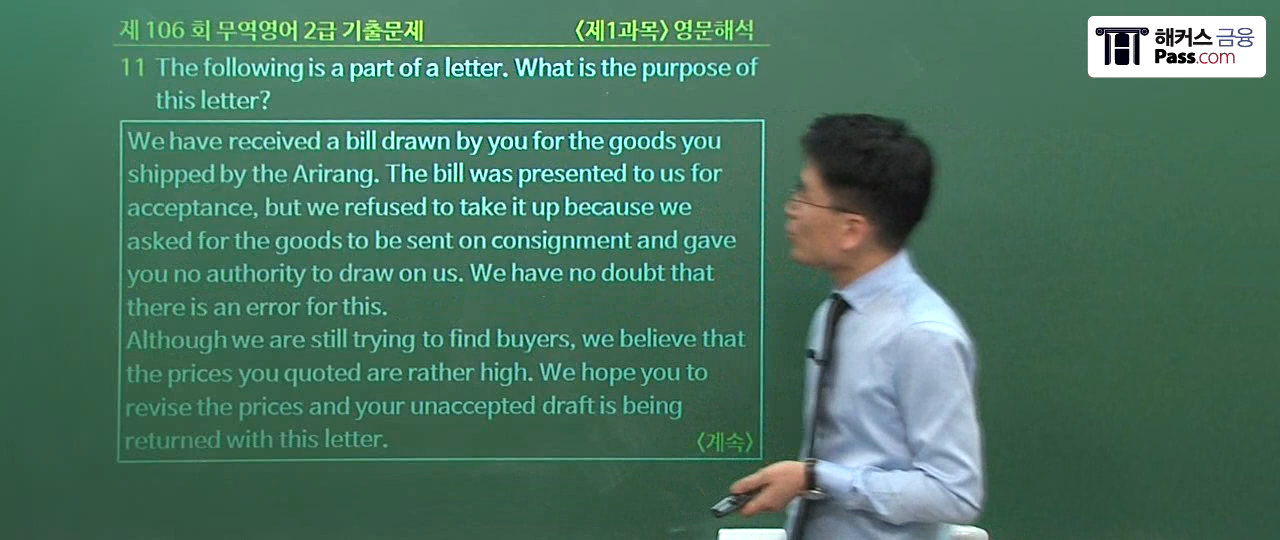 제 106 회 무역영어 2급 기출문제 〈제1과목〉 영문해석
해커스 금융
Pass.com
11 The following is a part of a letter. What is the purpose of
this letter?
We have received a bill drawn by you for the goods you
shipped by the Arirang. The bill was presented to us for
acceptance, but we refused to take it up because we
asked for the goods to be sent on consignment and gave
you no authority to draw on us. We have no doubt that
there is an error for this.
Although we are still trying to find buyers, we believe that
the prices you quoted are rather high. We hope you to
revise the prices and your unaccepted draft is being
returned with this letter.
〈계속〉